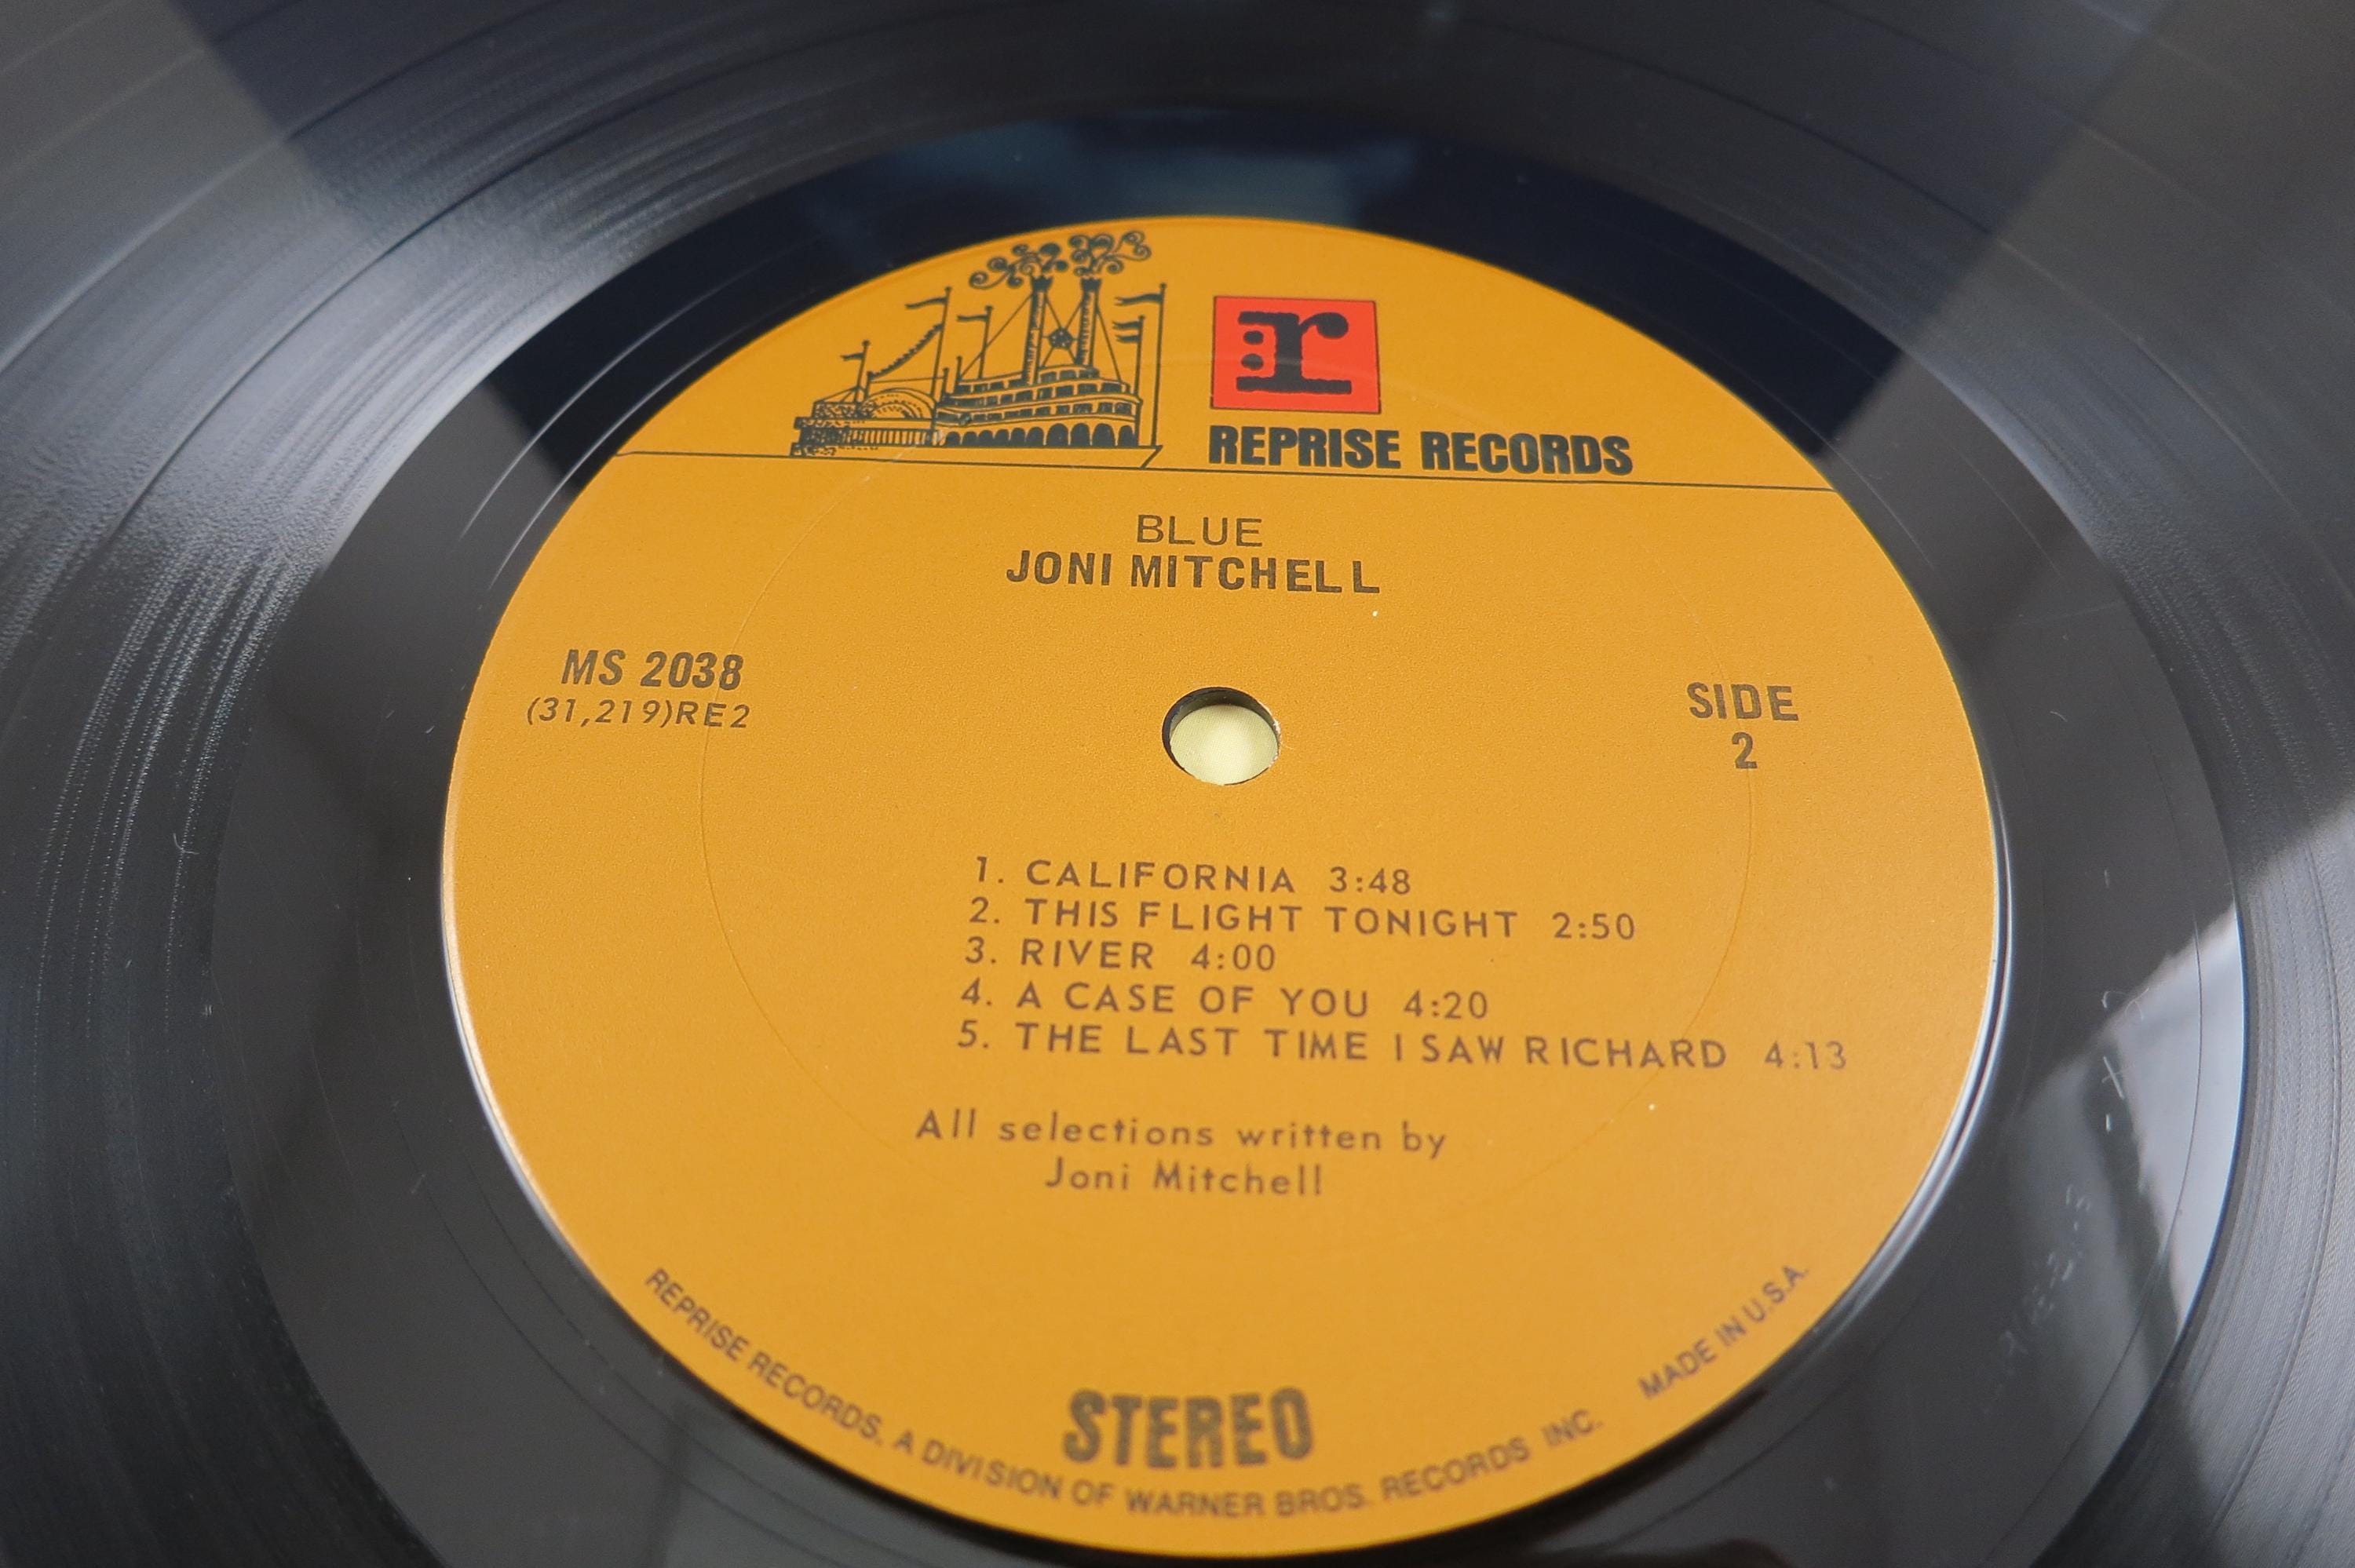 r:
REPRISE RECORDS
BLUE
JONI MITCHELL
MS 2038
(31,219)RE2
SIDE
2
1. CALIFORNIA 3:48
2. THIS FLIGHT TONIGHT 2:50
3. RIVER 4:00
4. A CASE OF YOU 4:20
5. THE LAST TIME I SAW RICHARD 4:13
All selections written by
Joni Mitchell
STEREO
REPRISE RECORDS, A DIVISION OF WARNER BROS. RECORDS INC. MADE IN U.S.A.